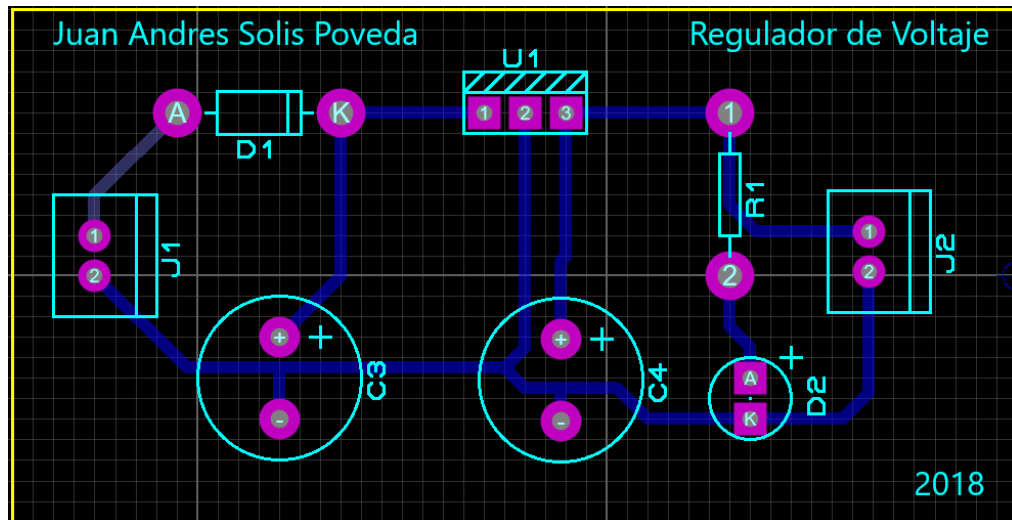 Juan Andres Solis Poveda
Regulador de Voltaje
U1
A
K
1 2 3
1
D1
R1
J1
1
2
J2
1
2
2
+
+
-
C3
+
+
-
C4
+
A
K
D2
2018